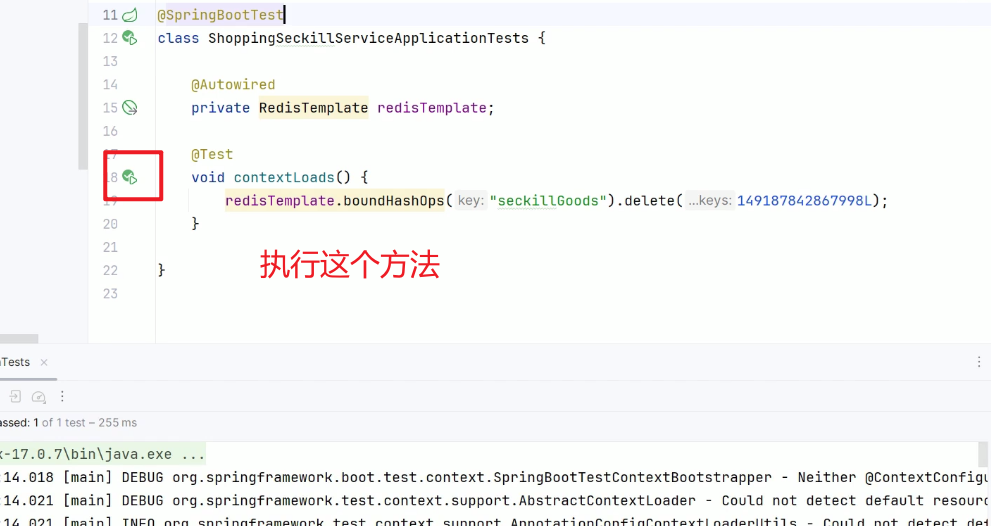 11 @SpringBootTest
12 class ShoppingSeckillServiceApplicationTests {
13
14 @Autowired
15 private RedisTemplate redisTemplate;
16
17 @Test
18 void contextLoads() {
19 redisTemplate.boundHashOps( key: "seckillGoods").delete( ...keys: 149187842867998L);
20 }
21
22 }
23
执行这个方法
Tests ×
assed: 1 of 1 test – 255 ms
-17.0.7\bin\java.exe ...
:14.018 [main] DEBUG org.springframework.boot.test.context.SpringBootTestContextBootstrapper - Neither @ContextConfigu
:14.021 [main] DEBUG org.springframework.test.context.support.AbstractContextLoader - Could not detect default resourc
:14.021 [main] INFO org.springframework.test.context.support.AnnotationConfigContextLoaderUtils - Could not detect de